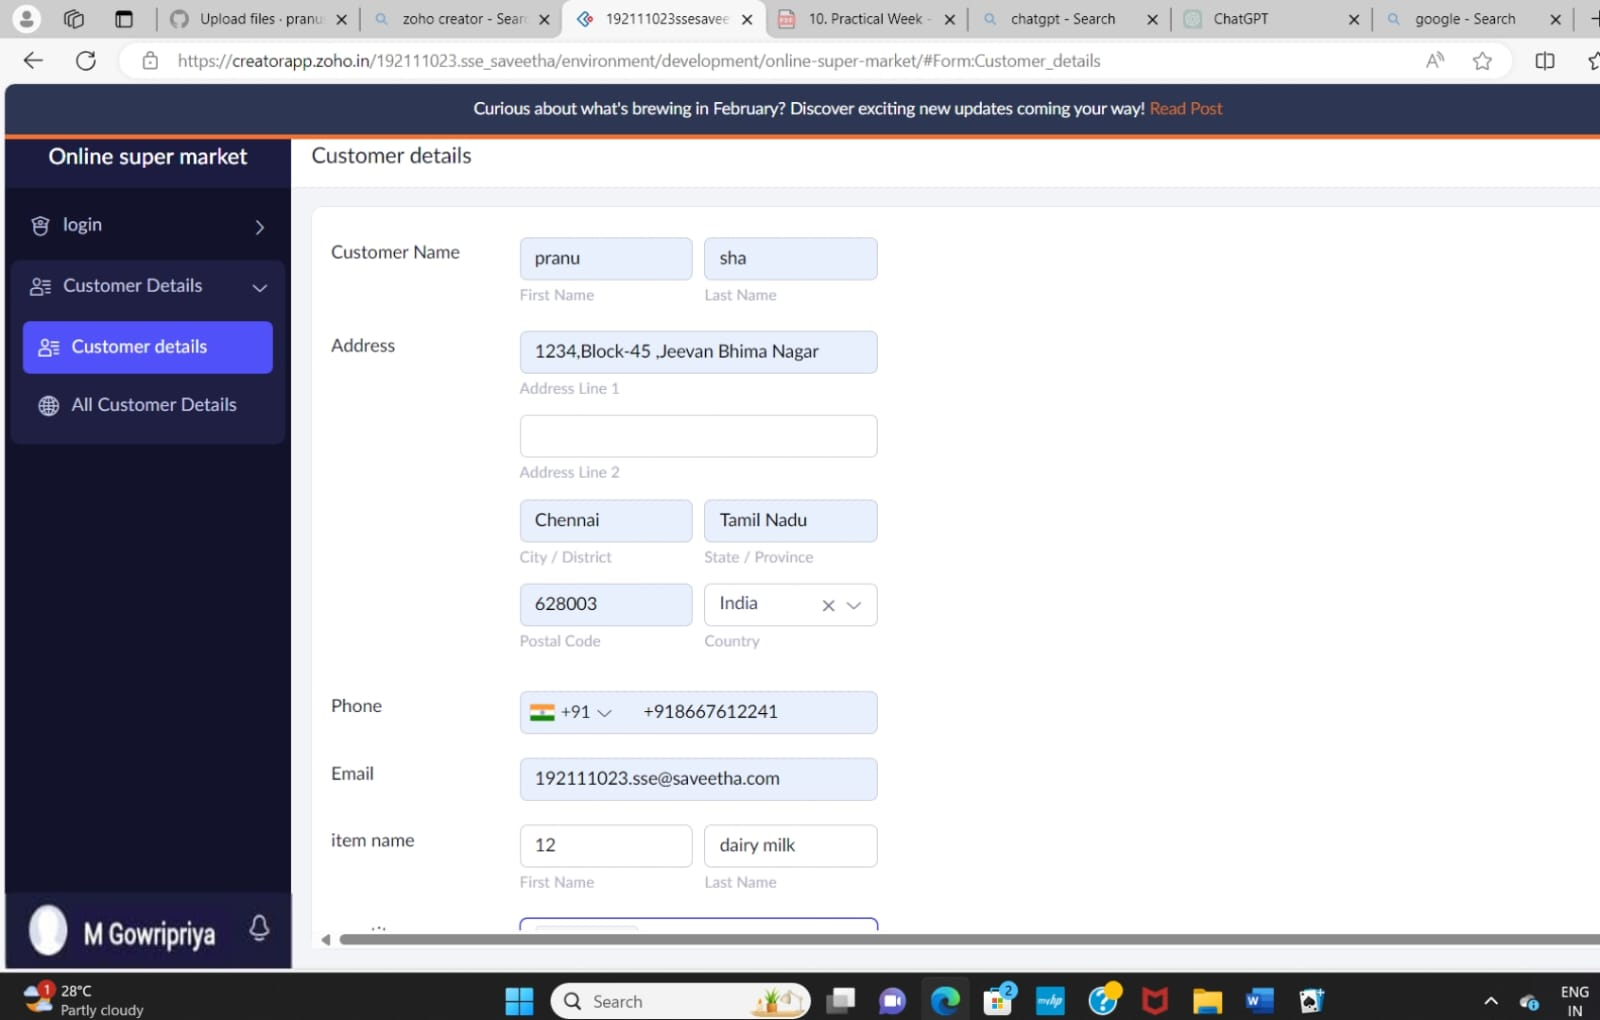 Upload files · pranu
zoho creator - Sear
192111023ssesavee
10. Practical Week -
chatgpt - Search
ChatGPT
google - Search
https://creatorapp.zoho.in/192111023.sse_saveetha/environment/development/online-super-market/#Form:Customer_details
Curious about what's brewing in February? Discover exciting new updates coming your way! Read Post
Online super market
Customer details
login
Customer Details
Customer details
All Customer Details
Customer Name
pranu
sha
First Name
Last Name
Address
1234,Block-45 ,Jeevan Bhima Nagar
Address Line 1
Address Line 2
Chennai
Tamil Nadu
City / District
State / Province
628003
India
Postal Code
Country
Phone
+91
+918667612241
Email
192111023.sse@saveetha.com
item name
12
dairy milk
First Name
Last Name
M Gowripriya
1
28°C
Partly cloudy
Search
2
myhp
ENG
IN